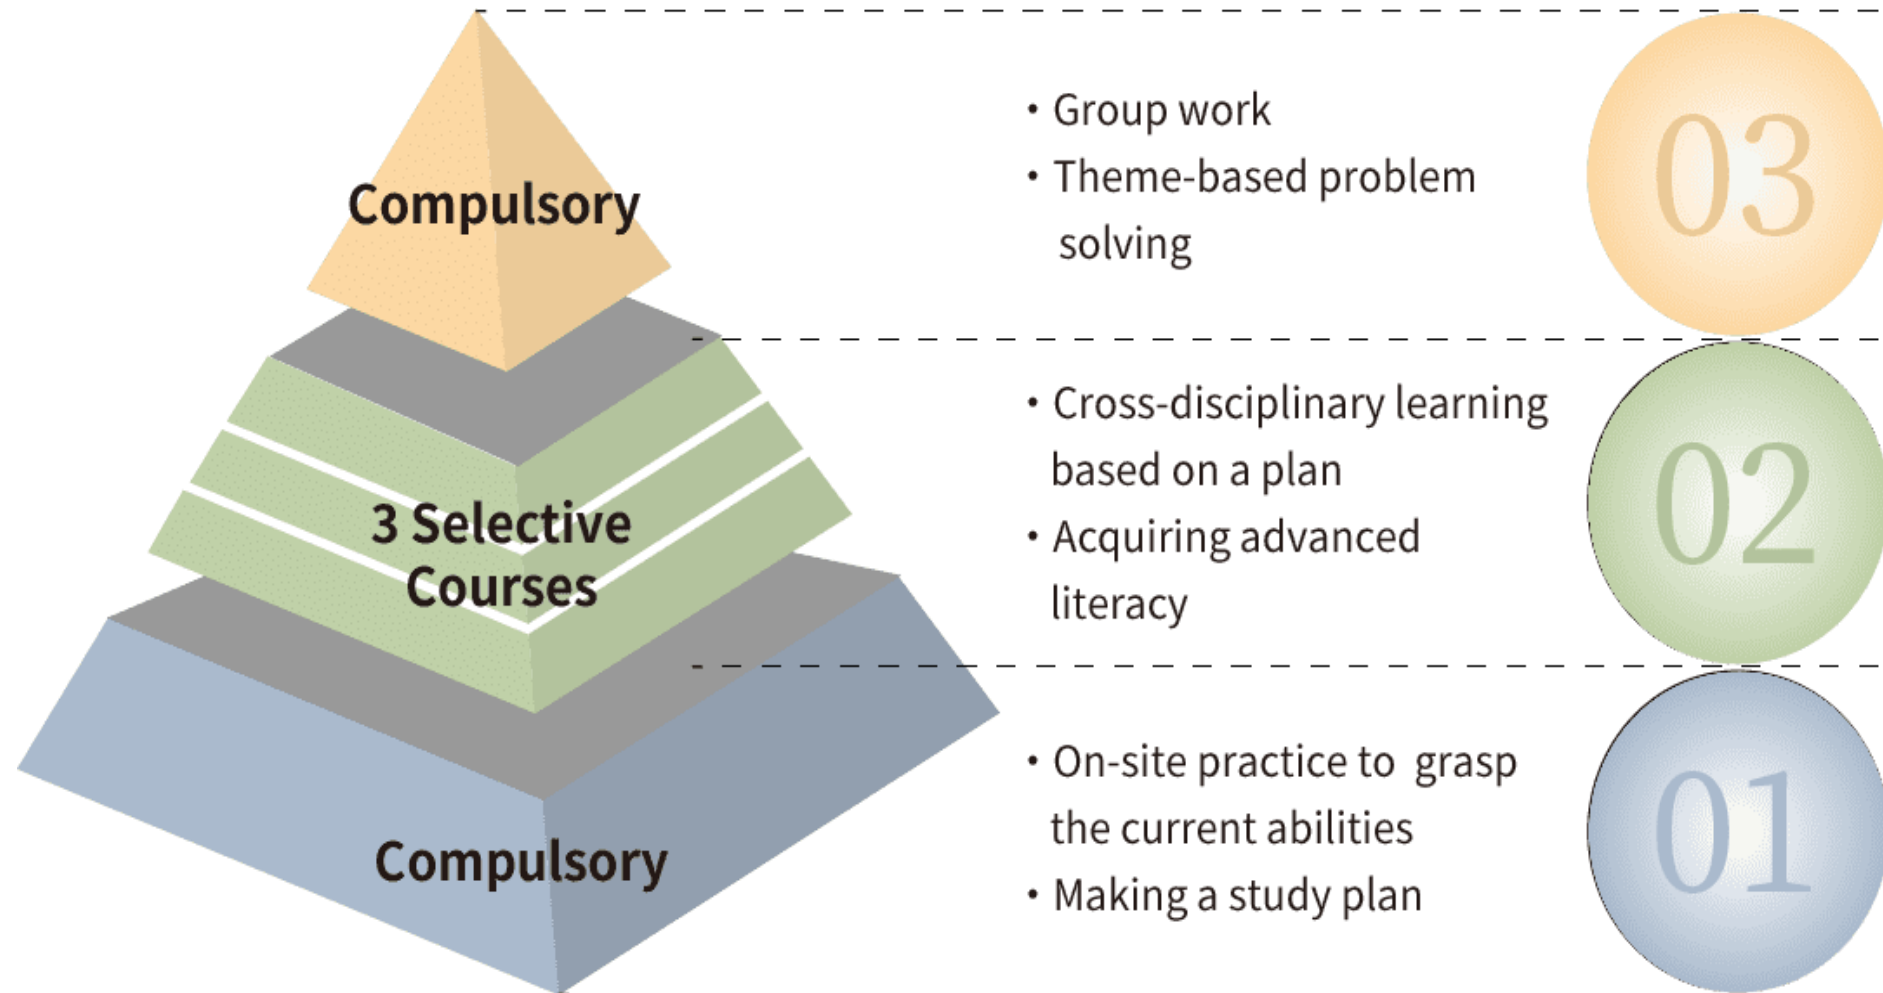 Compulsory
・Group work
・Theme-based problem
solving
03
3 Selective
Courses
・Cross-disciplinary learning
based on a plan
・Acquiring advanced
literacy
02
Compulsory
・On-site practice to grasp
the current abilities
・Making a study plan
01